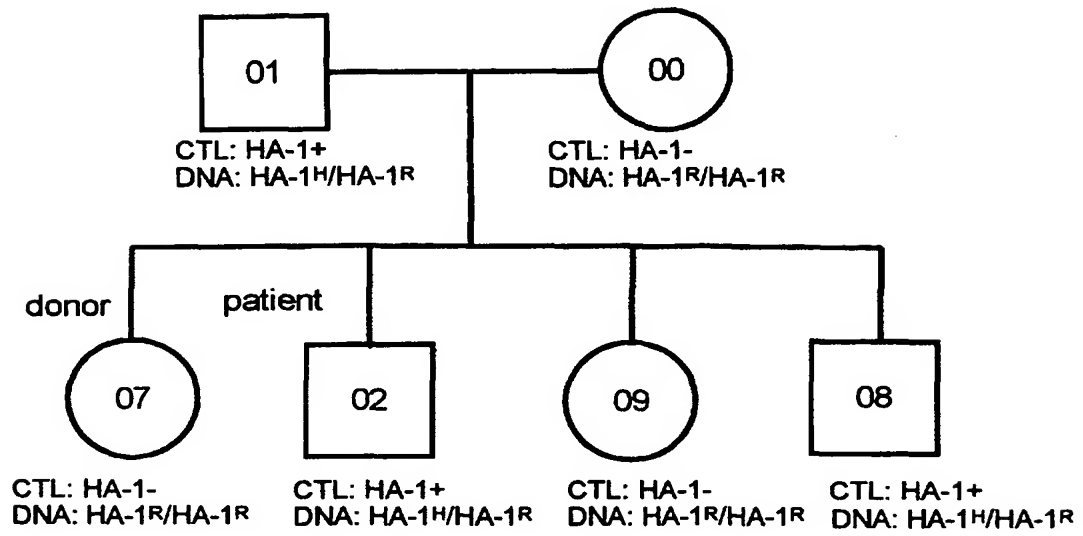 01
00
CTL: HA-1+
DNA: HA-1ᴴ/HA-1ᴿ
CTL: HA-1-
DNA: HA-1ᴿ/HA-1ᴿ
donor
patient
07
02
09
08
CTL: HA-1-
DNA: HA-1ᴿ/HA-1ᴿ
CTL: HA-1+
DNA: HA-1ᴴ/HA-1ᴿ
CTL: HA-1-
DNA: HA-1ᴿ/HA-1ᴿ
CTL: HA-1+
DNA: HA-1ᴴ/HA-1ᴿ